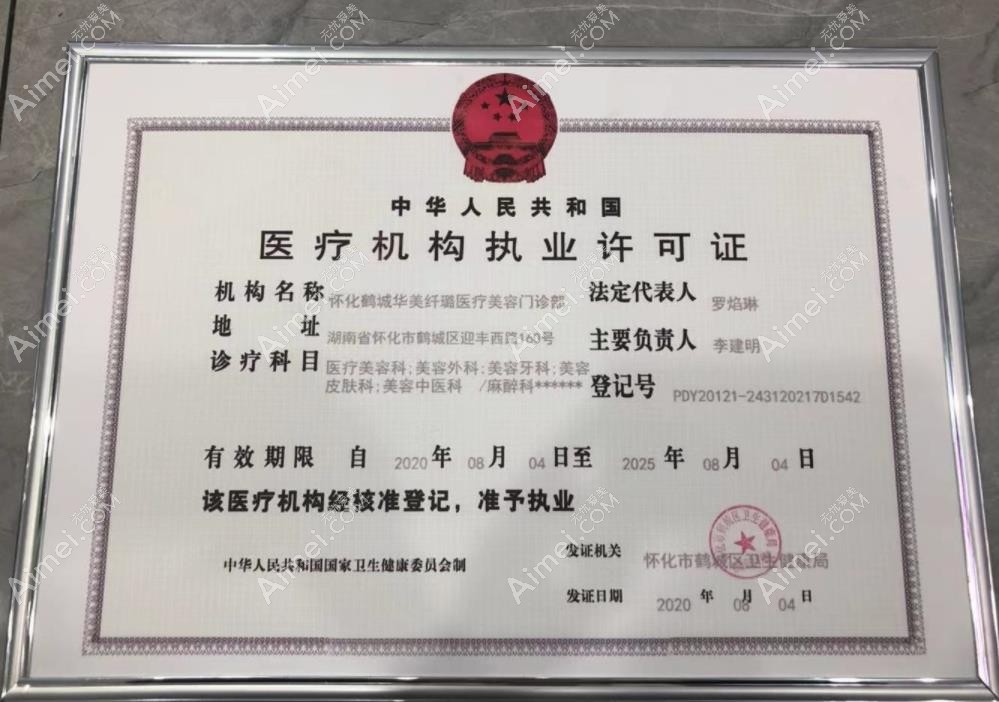 中华人民共和国
医疗机构执业许可证
机构名称 怀化鹤城华美纤璐医疗美容门诊部
法定代表人 罗焰琳
地址 湖南省怀化市鹤城区迎丰西路160号
主要负责人 李建明
诊疗科目 医疗美容科;美容外科;美容牙科;美容
皮肤科;美容中医科 /麻醉科******
登记号 PDY20121-243120217D1542
有效期限 自 2020 年 08 月 04 日至 2025 年 08 月 04 日
该医疗机构经核准登记，准予执业
中华人民共和国国家卫生健康委员会制
发证机关 怀化市鹤城区卫生健康局
发证日期 2020 年 08 月 04 日
无忧爱美
Aimei.COM